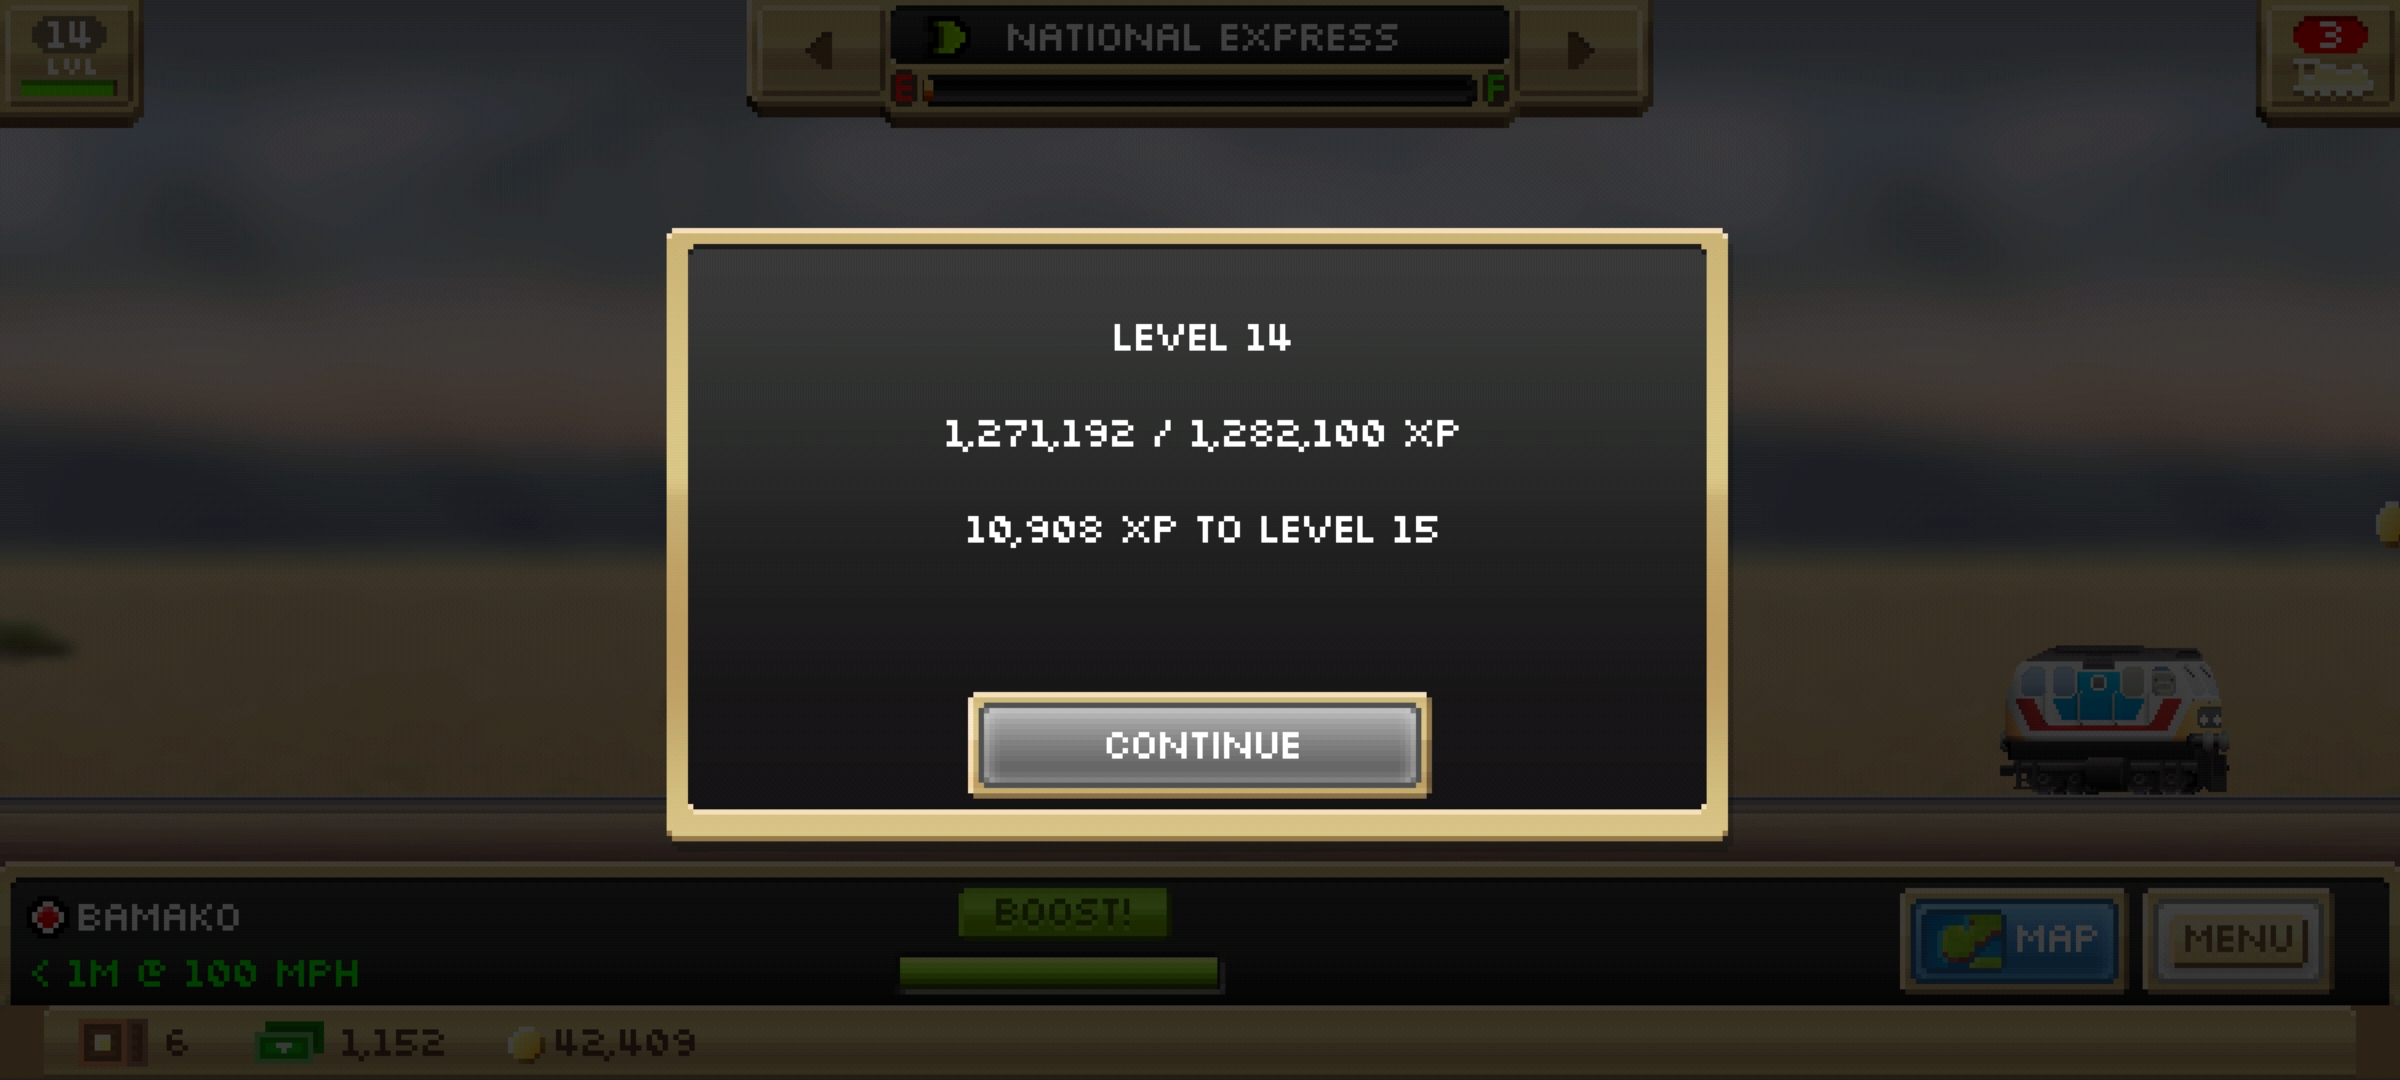 14
LVL
NATIONAL EXPRESS
E F
3
LEVEL 14
1,271,192 / 1,282,100 XP
10,908 XP TO LEVEL 15
CONTINUE
BAMAKO
< 1M @ 100 MPH
BOOST!
MAP
MENU
6 1,152 42,409